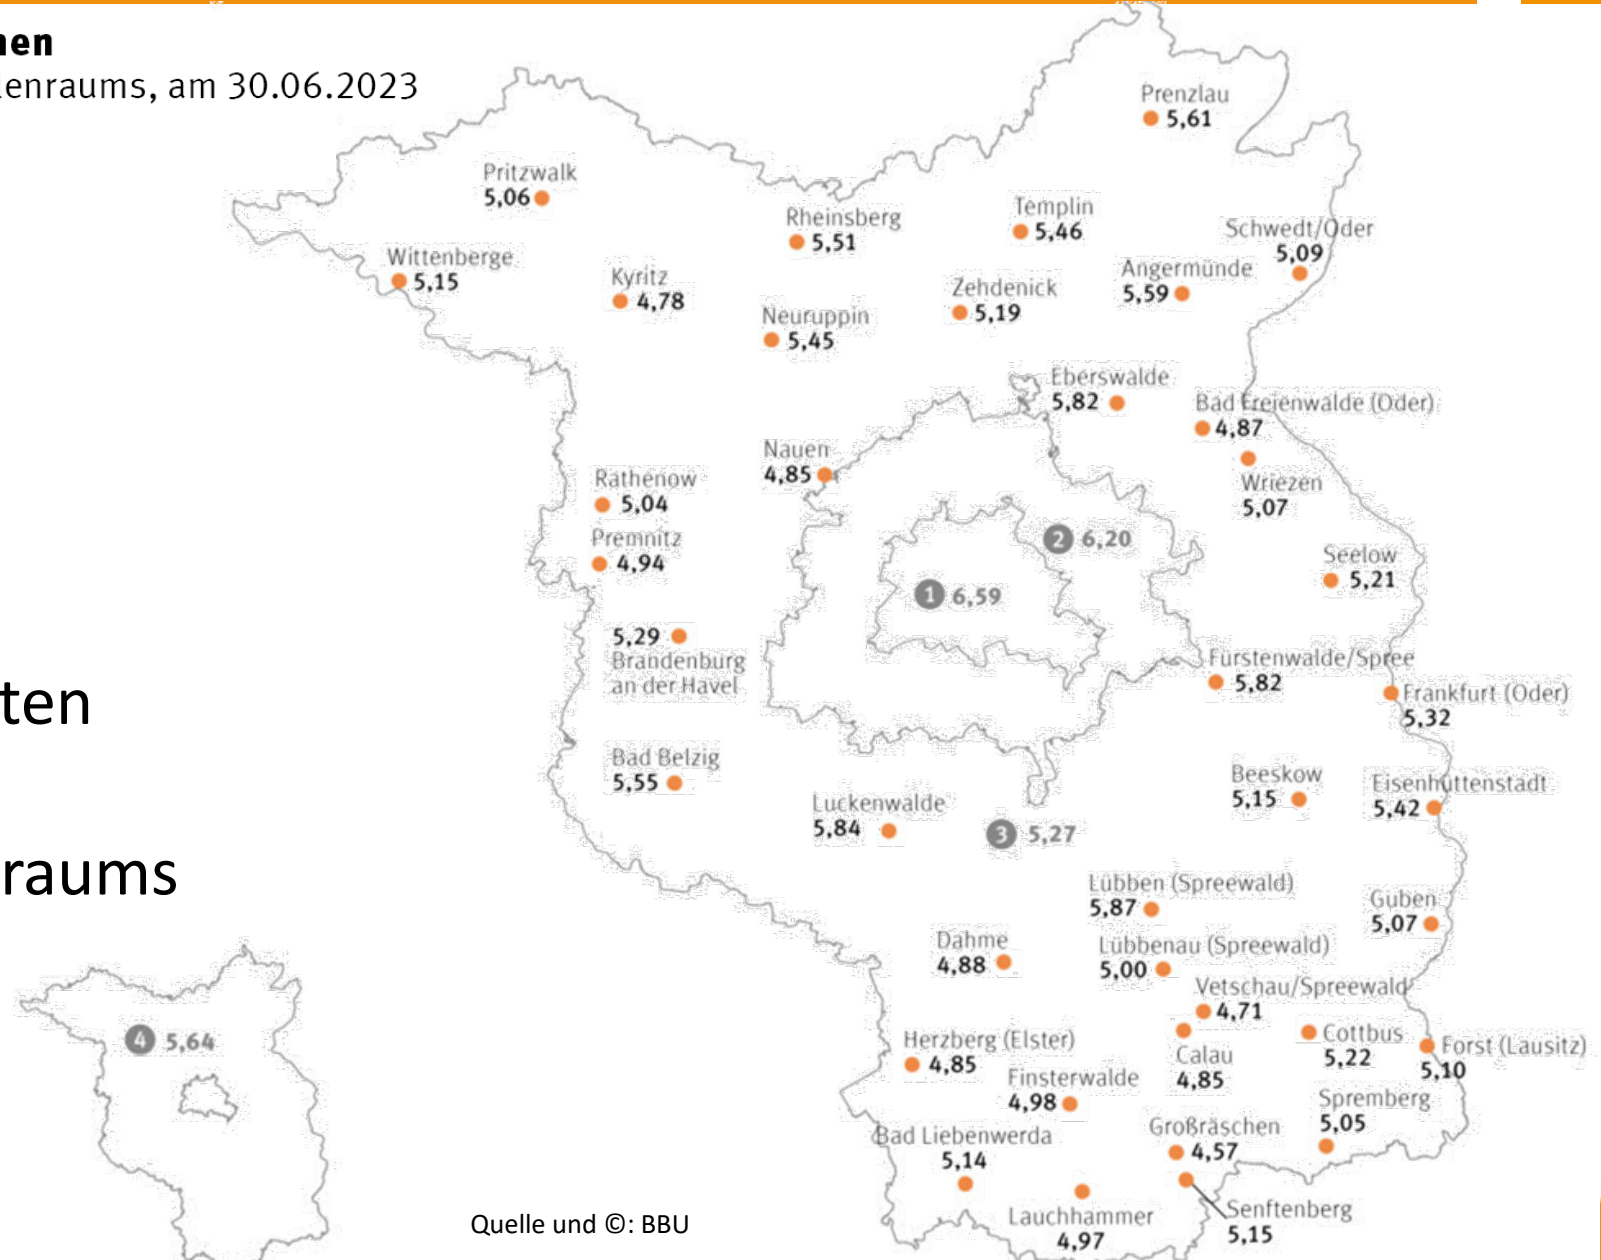 nen
lenraums, am 30.06.2023
Prenzlau
5,61
Pritzwalk
5,06
Rheinsberg
5,51
Templin
5,46
Schwedt/Oder
5,09
Wittenberge
5,15
Kyritz
4,78
Angermünde
5,59
Zehdenick
5,19
Neuruppin
5,45
Eberswalde
5,82
Bad Freienwalde (Oder)
4,87
Nauen
4,85
Rathenow
5,04
Wriezen
5,07
Premnitz
4,94
2 6,20
Seelow
5,21
1 6,59
5,29
Brandenburg
an der Havel
Fürstenwalde/Spree
5,82
Frankfurt (Oder)
5,32
ten
Bad Belzig
5,55
Beeskow
5,15
Eisenhüttenstadt
5,42
Luckenwalde
5,84
3 5,27
raums
Lübben (Spreewald)
5,87
Guben
5,07
Dahme
4,88
Lübbenau (Spreewald)
5,00
Vetschau/Spreewald
4,71
4 5,64
Herzberg (Elster)
4,85
Calau
4,85
Cottbus
5,22
Forst (Lausitz)
5,10
Finsterwalde
4,98
Spremberg
5,05
Bad Liebenwerda
5,14
Großräschen
4,57
Lauchhammer
4,97
Senftenberg
5,15
Quelle und ©: BBU